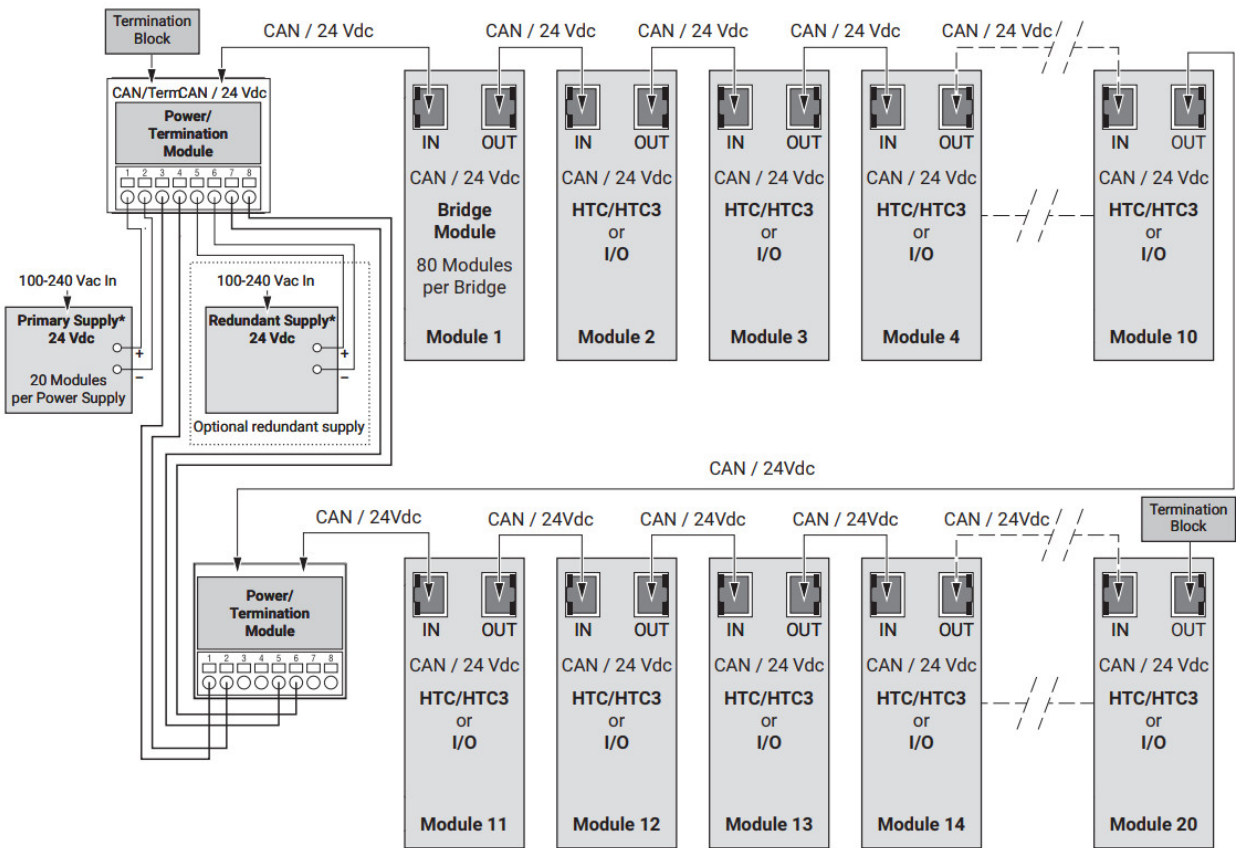 Termination
Block
CAN / 24 Vdc
CAN / 24 Vdc
CAN / 24 Vdc
CAN / 24 Vdc
CAN / 24 Vdc
CAN/Term
CAN / 24 Vdc
Power/
Termination
Module
1 2 3 4 5 6 7 8
IN OUT
CAN / 24 Vdc
Bridge
Module
80 Modules
per Bridge
Module 1
IN OUT
CAN / 24 Vdc
HTC/HTC3
or
I/O
Module 2
IN OUT
CAN / 24 Vdc
HTC/HTC3
or
I/O
Module 3
IN OUT
CAN / 24 Vdc
HTC/HTC3
or
I/O
Module 4
IN OUT
CAN / 24 Vdc
HTC/HTC3
or
I/O
Module 10
100-240 Vac In
Primary Supply*
24 Vdc
+
–
20 Modules
per Power Supply
100-240 Vac In
Redundant Supply*
24 Vdc
+
–
Optional redundant supply
CAN / 24Vdc
CAN / 24Vdc
CAN / 24Vdc
CAN / 24Vdc
CAN / 24Vdc
CAN / 24Vdc
Termination
Block
Power/
Termination
Module
1 2 3 4 5 6 7 8
IN OUT
CAN / 24 Vdc
HTC/HTC3
or
I/O
Module 11
IN OUT
CAN / 24 Vdc
HTC/HTC3
or
I/O
Module 12
IN OUT
CAN / 24 Vdc
HTC/HTC3
or
I/O
Module 13
IN OUT
CAN / 24 Vdc
HTC/HTC3
or
I/O
Module 14
IN OUT
CAN / 24 Vdc
HTC/HTC3
or
I/O
Module 20